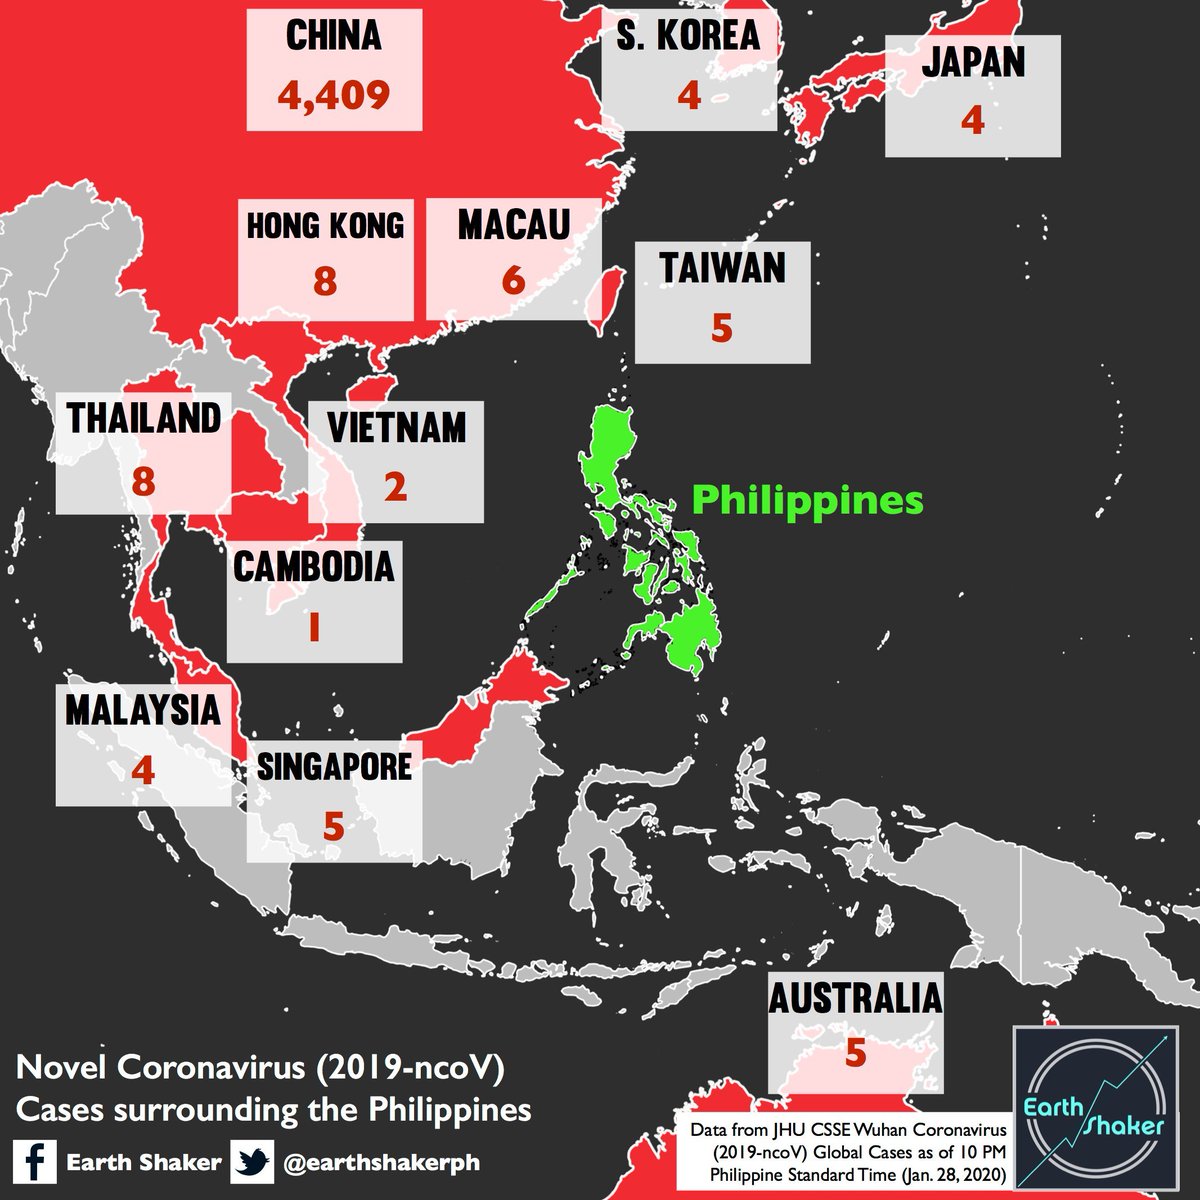 CHINA
4,409
S. KOREA
4
JAPAN
4
HONG KONG
8
MACAU
6
TAIWAN
5
THAILAND
8
VIETNAM
2
Philippines
CAMBODIA
1
MALAYSIA
4
SINGAPORE
5
AUSTRALIA
5
Novel Coronavirus (2019-ncoV)
Cases surrounding the Philippines
f Earth Shaker @earthshakerph
Data from JHU CSSE Wuhan Coronavirus
(2019-ncoV) Global Cases as of 10 PM
Philippine Standard Time (Jan. 28, 2020)
Earth
Shaker